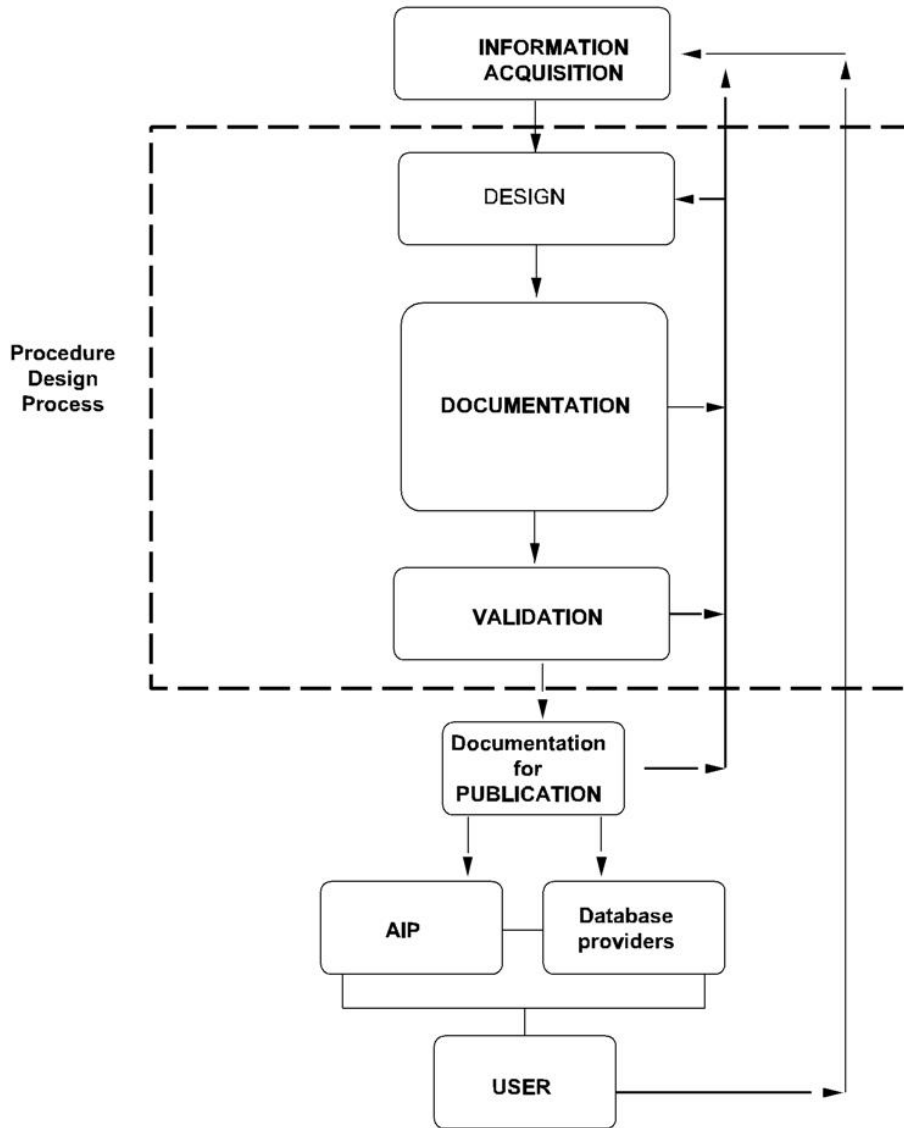 INFORMATION
ACQUISITION
DESIGN
Procedure
Design
Process
DOCUMENTATION
VALIDATION
Documentation
for
PUBLICATION
AIP
Database
providers
USER